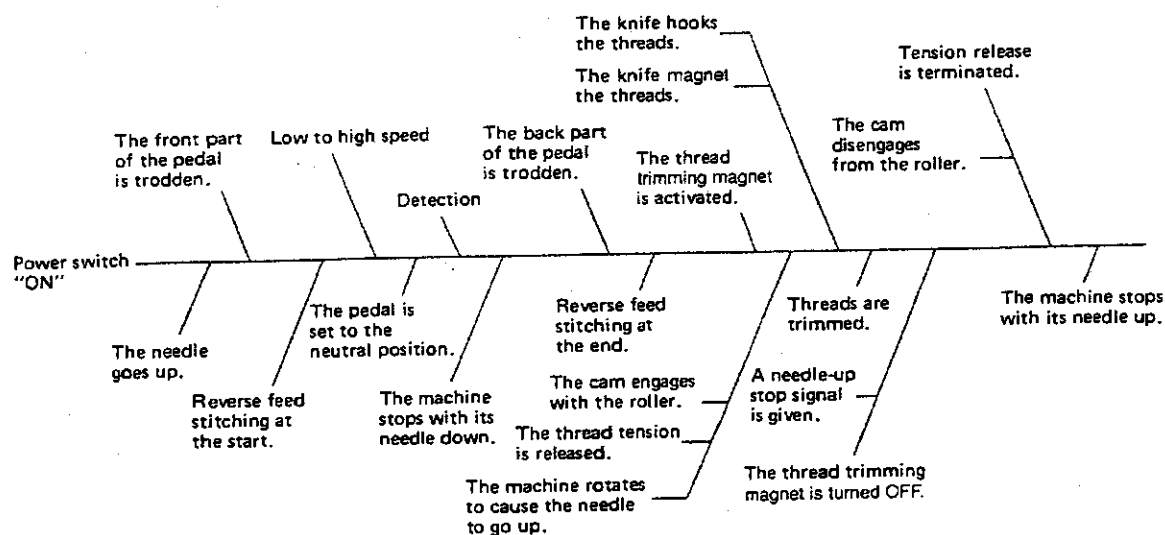 The knife hooks
the threads.
The knife magnet
the threads.
Tension release
is terminated.
The front part
of the pedal
is trodden.
Low to high speed
The back part
of the pedal
is trodden.
The thread
trimming magnet
is activated.
The cam
disengages
from the roller.
Detection
Power switch
"ON"
The needle
goes up.
Reverse feed
stitching at
the start.
The pedal is
set to the
neutral position.
The machine
stops with its
needle down.
Reverse feed
stitching at
the end.
The cam engages
with the roller.
The thread tension
is released.
The machine rotates
to cause the needle
to go up.
Threads are
trimmed.
A needle-up
stop signal
is given.
The thread trimming
magnet is turned OFF.
The machine stops
with its needle up.